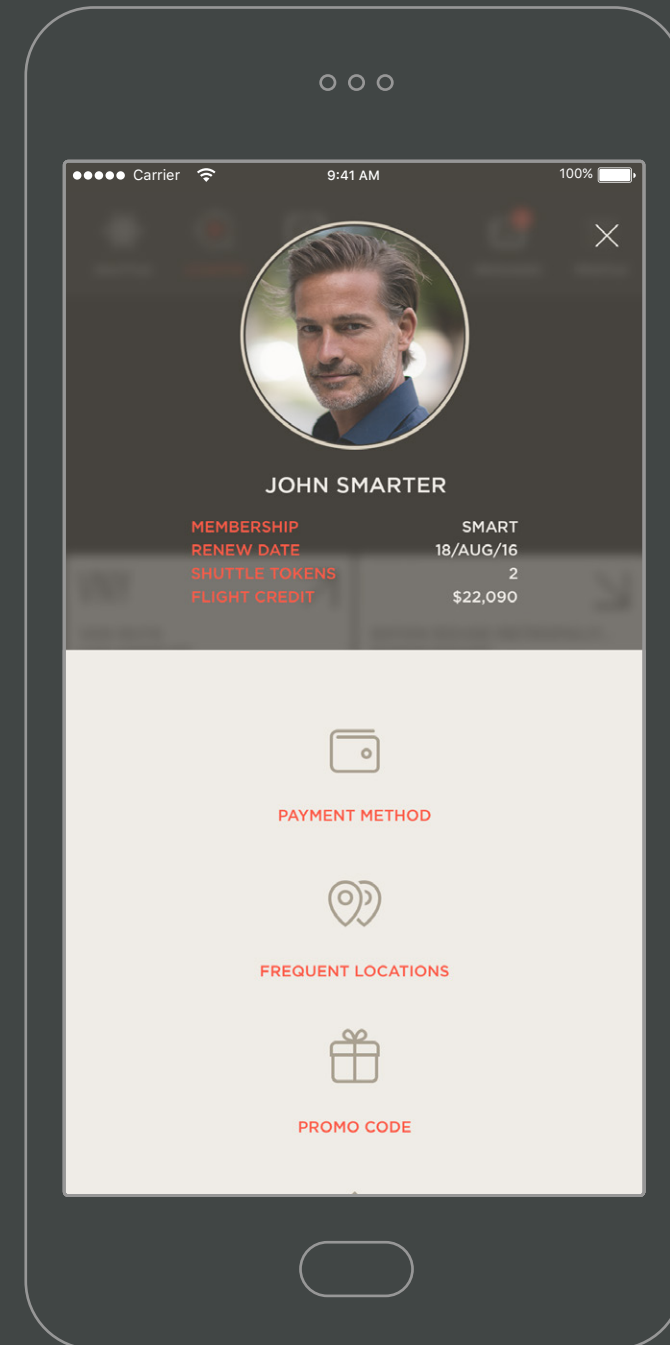 Carrier 9:41 AM 100%
JOHN SMARTER
MEMBERSHIP SMART
RENEW DATE 18/AUG/16
SHUTTLE TOKENS 2
FLIGHT CREDIT $22,090
PAYMENT METHOD
FREQUENT LOCATIONS
PROMO CODE